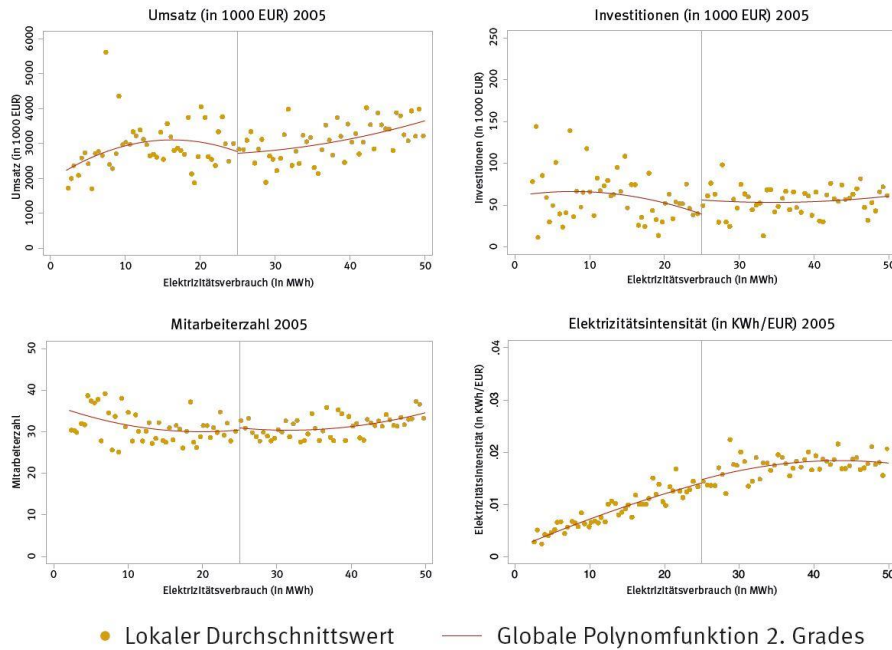 Umsatz (in 1000 EUR) 2005
Umsatz (in 1000 EUR)
6000
5000
4000
3000
2000
1000
0
0 10 20 30 40 50
Elektrizitätsverbrauch (in MWh)
Investitionen (in 1000 EUR) 2005
Investitionen (in 1000 EUR)
250
200
150
100
50
0
0 10 20 30 40 50
Elektrizitätsverbrauch (in MWh)
Mitarbeiterzahl 2005
Mitarbeiterzahl
50
40
30
20
10
0
0 10 20 30 40 50
Elektrizitätsverbrauch (in MWh)
Elektrizitätsintensität (in KWh/EUR) 2005
Elektrizitätsintensität (in KWh/EUR)
.04
.03
.02
.01
0
0 10 20 30 40 50
Elektrizitätsverbrauch (in MWh)
Lokaler Durchschnittswert
Globale Polynomfunktion 2. Grades